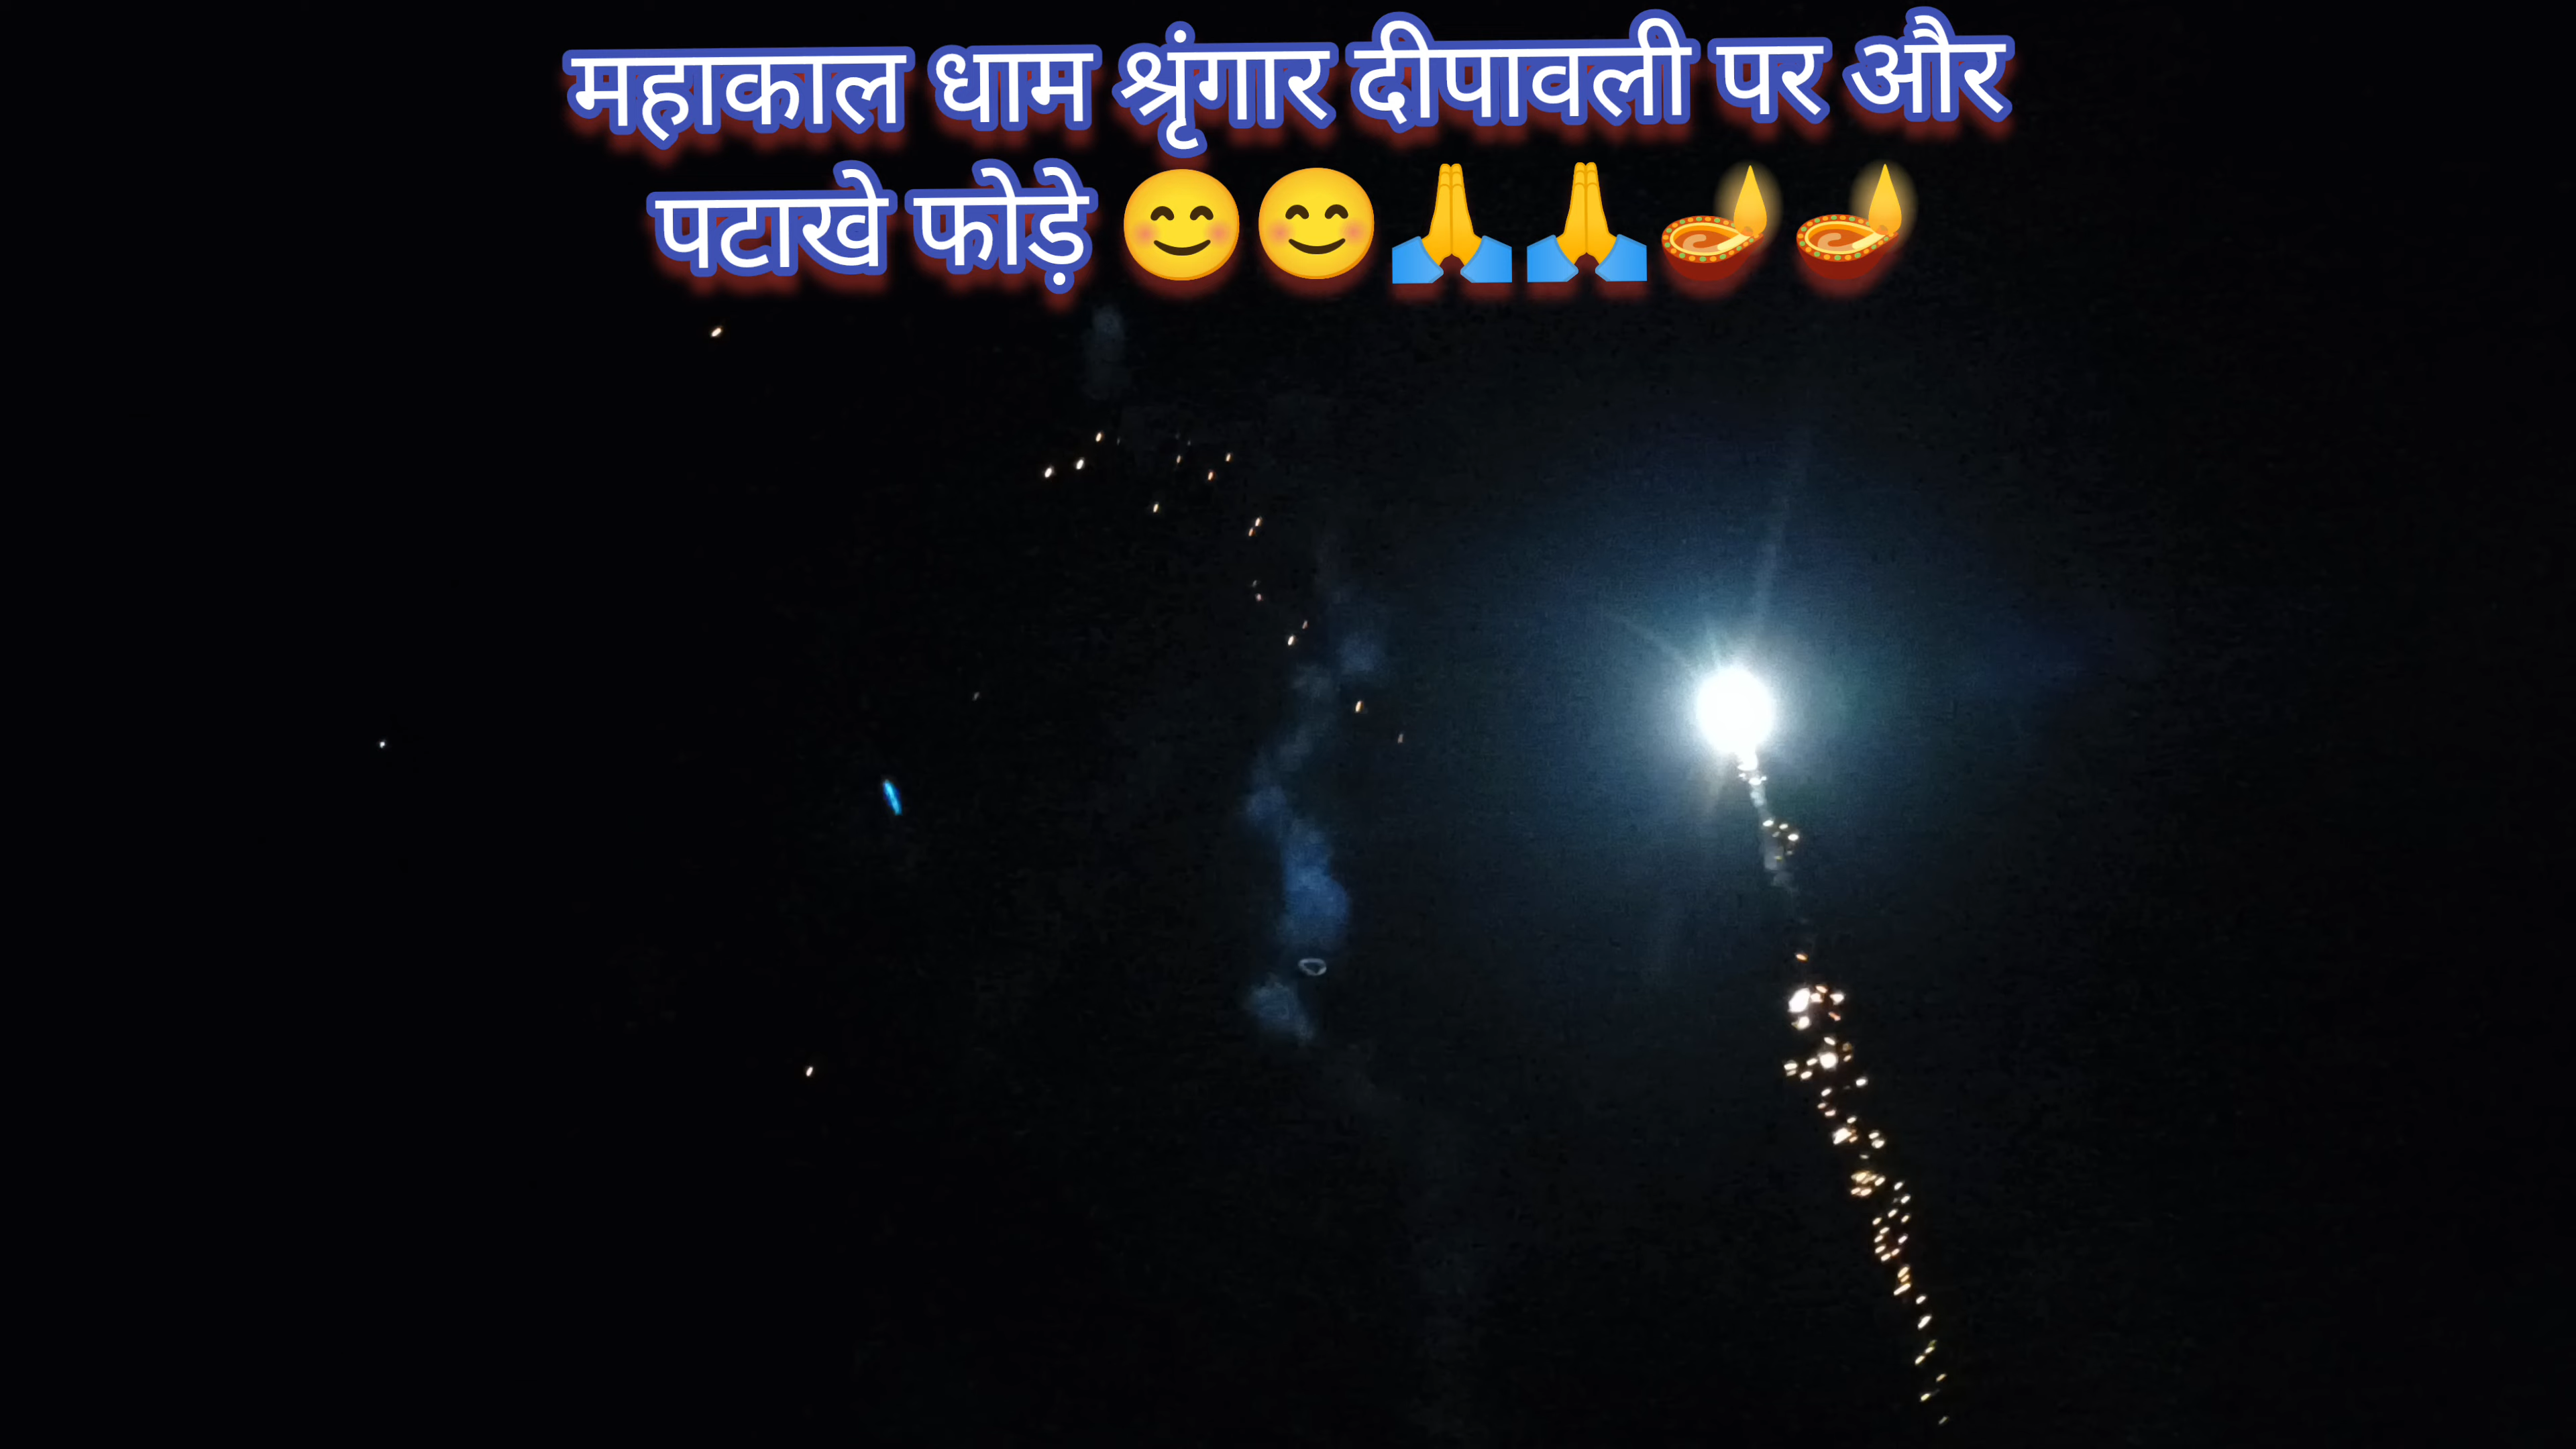 महाकाल धाम श्रृंगार दीपावली पर और
पटाखे फोड़े 😊😊🙏🙏🪔🪔